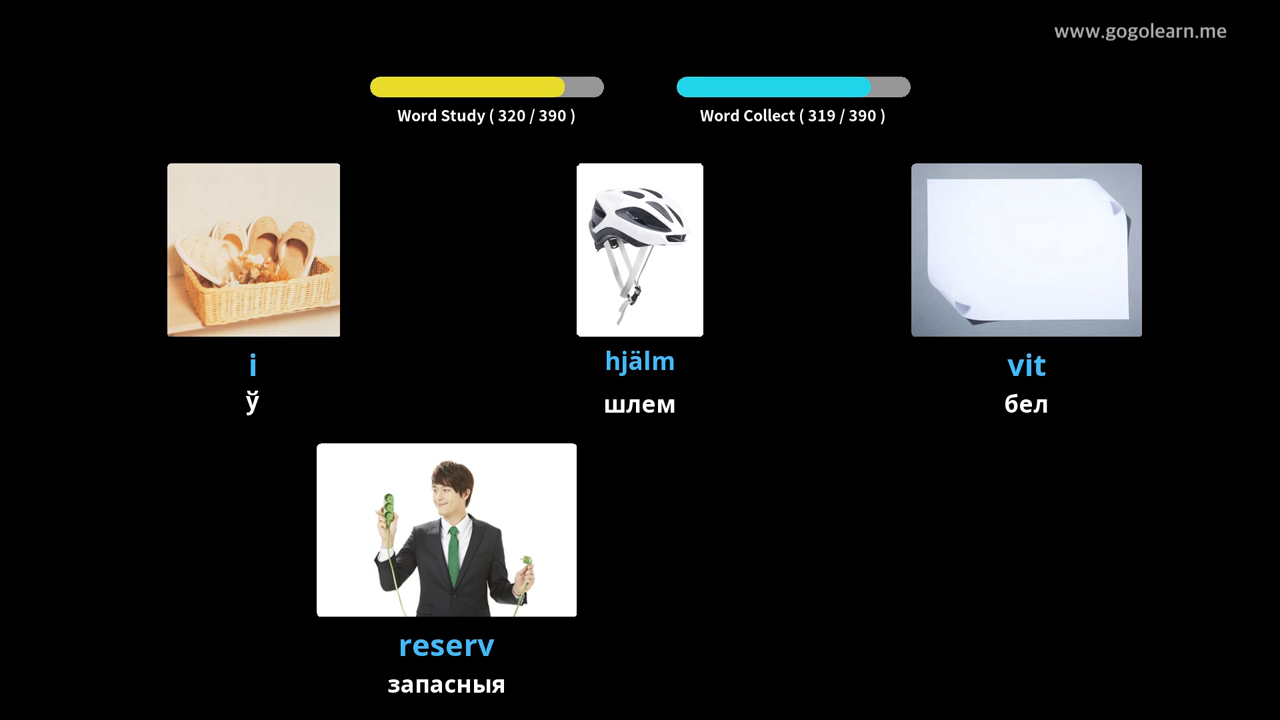 www.gogolearn.me
Word Study ( 320 / 390 )
Word Collect ( 319 / 390 )
i
ў
hjälm
шлем
vit
бел
reserv
запасныя